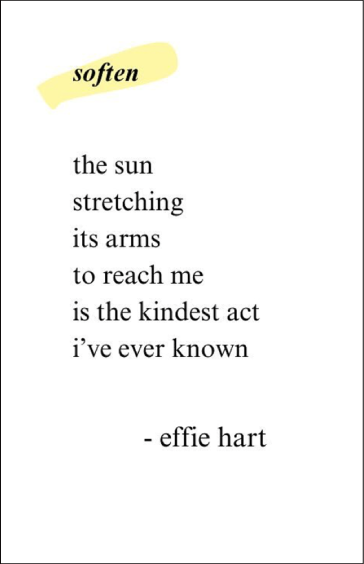 soften
the sun
stretching
its arms
to reach me
is the kindest act
i’ve ever known
- effie hart